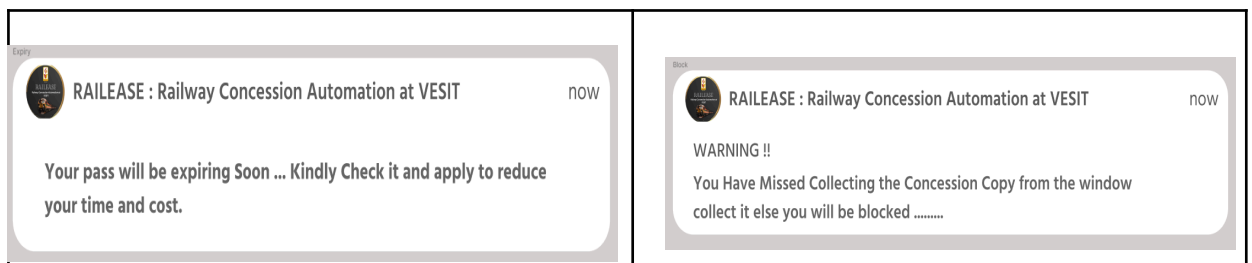 Expiry
RAILEASE : Railway Concession Automation at VESIT
now
Your pass will be expiring Soon ... Kindly Check it and apply to reduce
your time and cost.
Block
RAILEASE : Railway Concession Automation at VESIT
now
WARNING !!
You Have Missed Collecting the Concession Copy from the window
collect it else you will be blocked .........